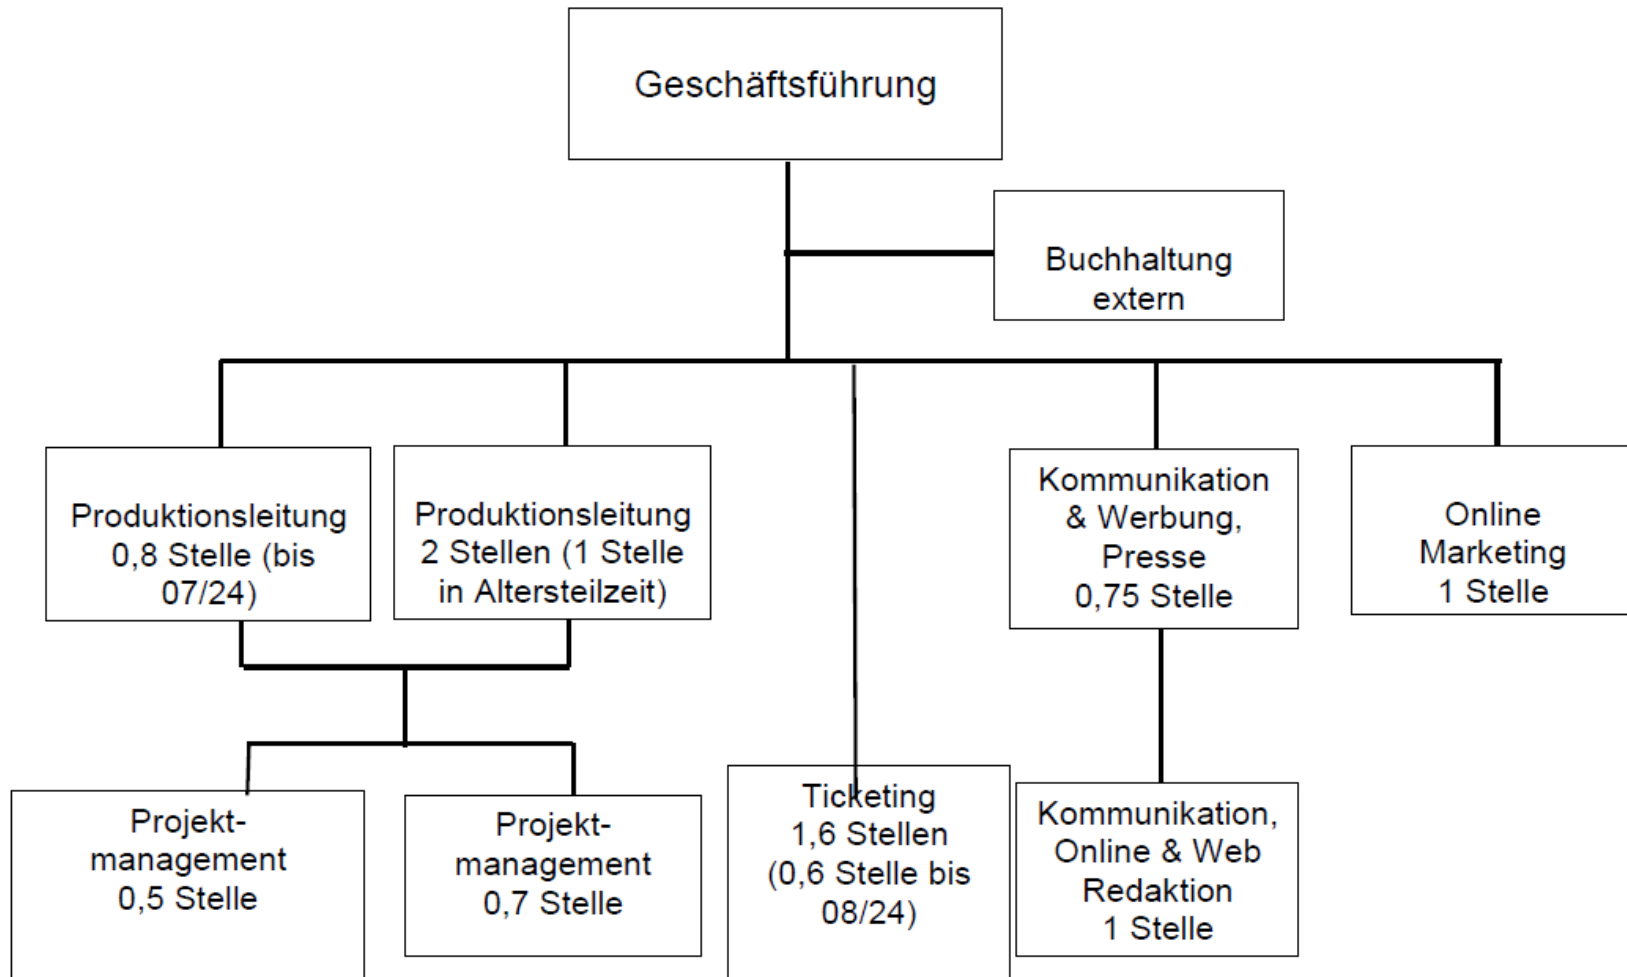 Geschäftsführung
Buchhaltung
extern
Produktionsleitung
0,8 Stelle (bis
07/24)
Produktionsleitung
2 Stellen (1 Stelle
in Altersteilzeit)
Kommunikation
& Werbung,
Presse
0,75 Stelle
Online
Marketing
1 Stelle
Projekt-
management
0,5 Stelle
Projekt-
management
0,7 Stelle
Ticketing
1,6 Stellen
(0,6 Stelle bis
08/24)
Kommunikation,
Online & Web
Redaktion
1 Stelle